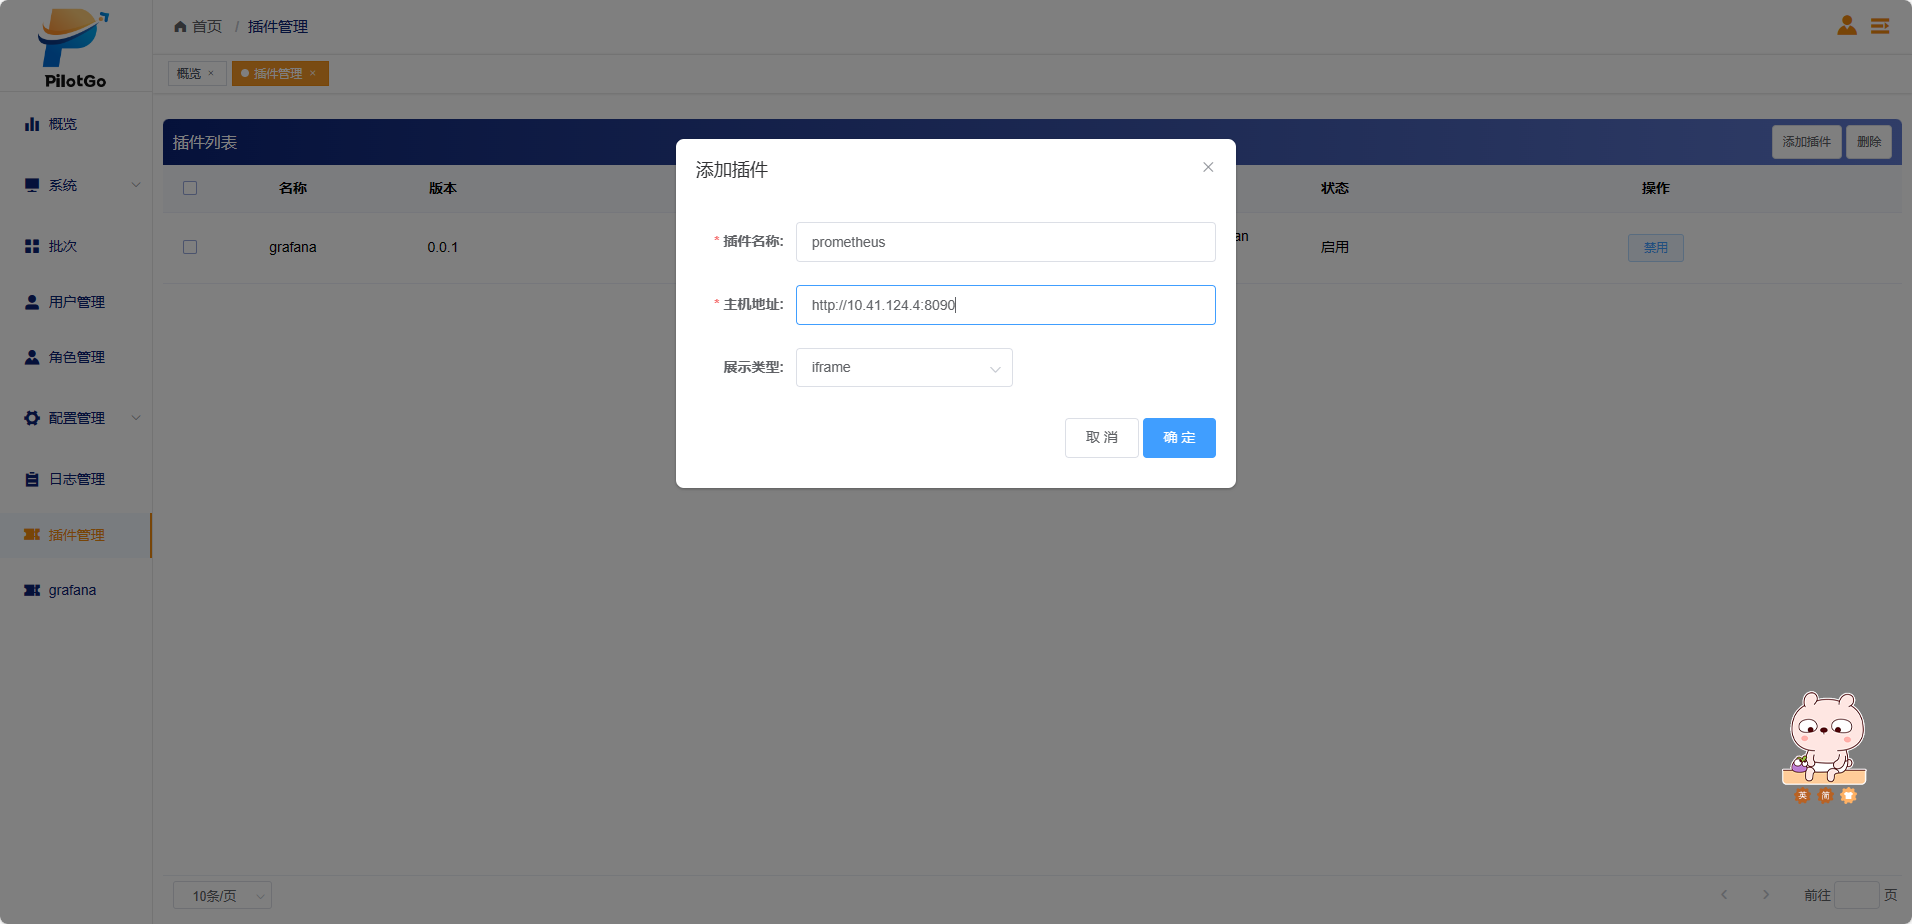 PilotGo
首页 / 插件管理
概览 ×
插件管理 ×
概览
系统
批次
用户管理
角色管理
配置管理
日志管理
插件管理
grafana
插件列表
添加插件
删除
名称 版本 状态 操作
grafana 0.0.1 an 启用 禁用
添加插件
* 插件名称: prometheus
* 主机地址: http://10.41.124.4:8090
展示类型: iframe
取 消
确 定
英 简
10条/页
前往 页